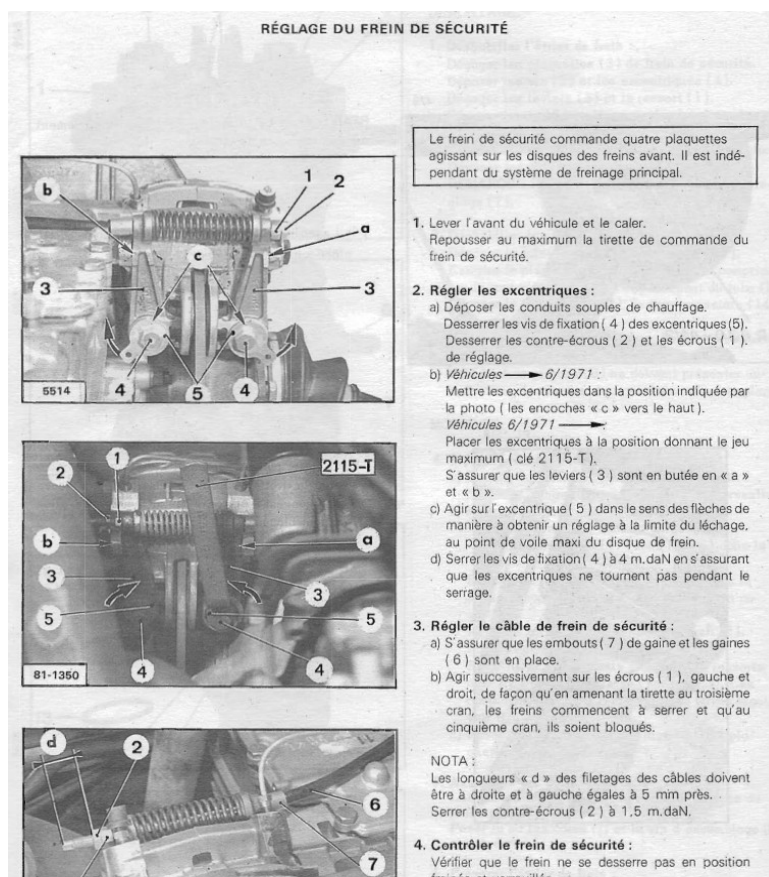 RÉGLAGE DU FREIN DE SÉCURITÉ
Le frein de sécurité commande quatre plaquettes
agissant sur les disques des freins avant. Il est indé-
pendant du système de freinage principal.
1. Lever l'avant du véhicule et le caler.
Repousser au maximum la tirette de commande du
frein de sécurité.
2. Régler les excentriques :
a) Déposer les conduits souples de chauffage.
Desserrer les vis de fixation ( 4 ) des excentriques (5).
Desserrer les contre-écrous ( 2 ) et les écrous ( 1 ).
de réglage.
b) Véhicules : → 6/1971 :
Mettre les excentriques dans la position indiquée par
la photo ( les encoches « c » vers le haut ).
Véhicules 6/1971 → :
Placer les excentriques à la position donnant le jeu
maximum ( clé 2115-T ).
S'assurer que les leviers ( 3 ) sont en butée en « a »
et « b ».
c) Agir sur l'excentrique ( 5 ) dans le sens des flèches de
manière à obtenir un réglage à la limite du léchage,
au point de voile maxi du disque de frein.
d) Serrer les vis de fixation ( 4 ) à 4 m.daN en s'assurant
que les excentriques ne tournent pas pendant le
serrage.
3. Régler le câble de frein de sécurité :
a) S'assurer que les embouts ( 7 ) de gaine et les gaines
( 6 ) sont en place.
b) Agir successivement sur les écrous ( 1 ), gauche et
droit, de façon qu'en amenant la tirette au troisième
cran, les freins commencent à serrer et qu'au
cinquième cran, ils soient bloqués.
NOTA :
Les longueurs « d » des filetages des câbles doivent
être à droite et à gauche égales à 5 mm près.
Serrer les contre-écrous ( 2 ) à 1,5 m.daN.
4. Contrôler le frein de sécurité :
Vérifier que le frein ne se desserre pas en position
b
1
2
a
c
3
3
4
5
4
5514
2115-T
1
2
b
a
3
3
5
5
4
4
81-1350
d
2
6
7